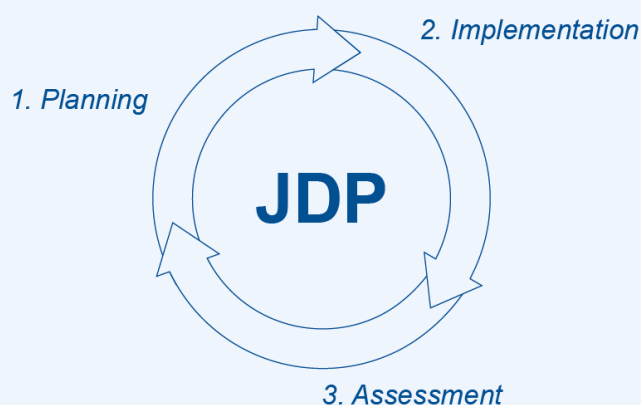 1. Planning
2. Implementation
JDP
3. Assessment